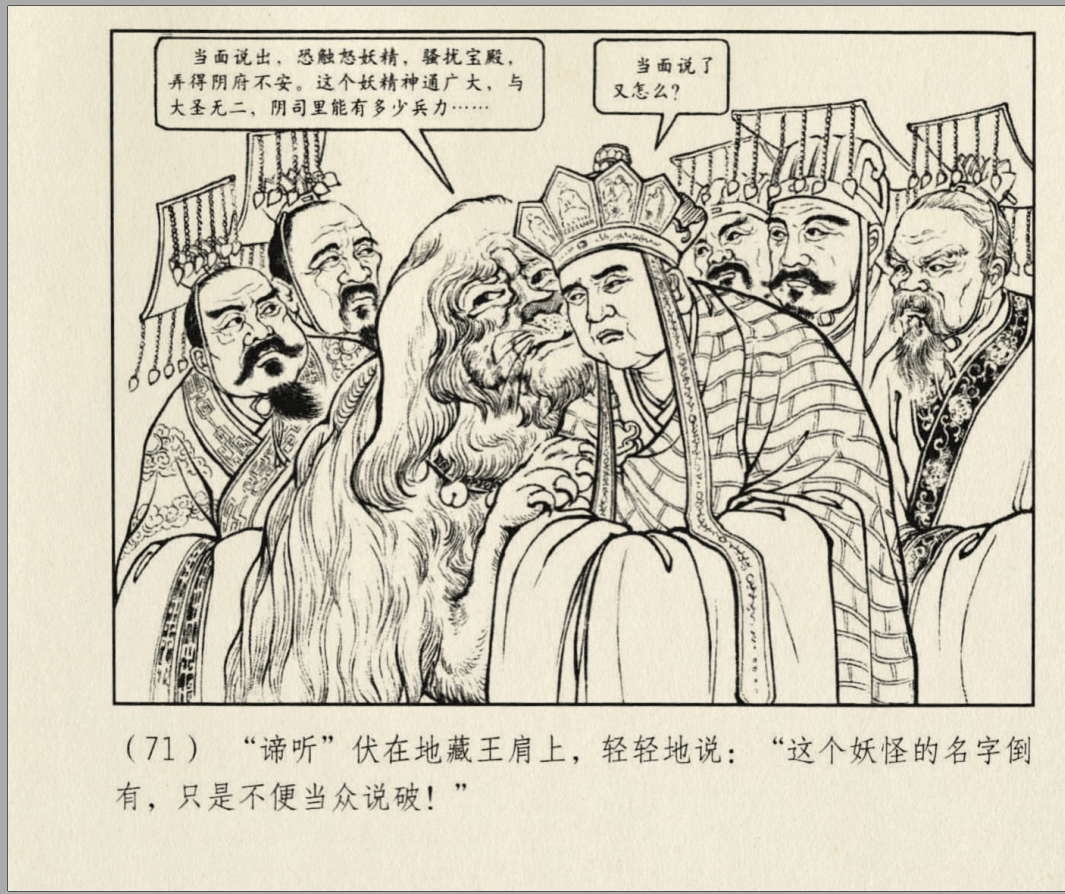 当面说出，恐触怒妖精，骚扰宝殿，
弄得阴府不安。这个妖精神通广大，与
大圣无二，阴司里能有多少兵力……
当面说了
又怎么？
（71） “谛听”伏在地藏王肩上，轻轻地说：“这个妖怪的名字倒
有，只是不便当众说破！”